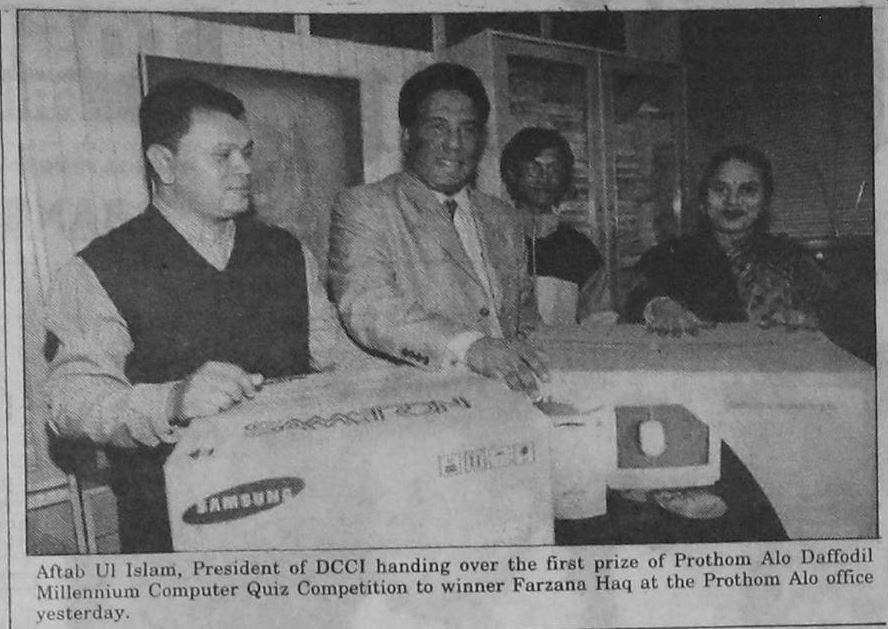 SAMTRON
SAMSUNG
Aftab Ul Islam, President of DCCI handing over the first prize of Prothom Alo Daffodil
Millennium Computer Quiz Competition to winner Farzana Haq at the Prothom Alo office
yesterday.